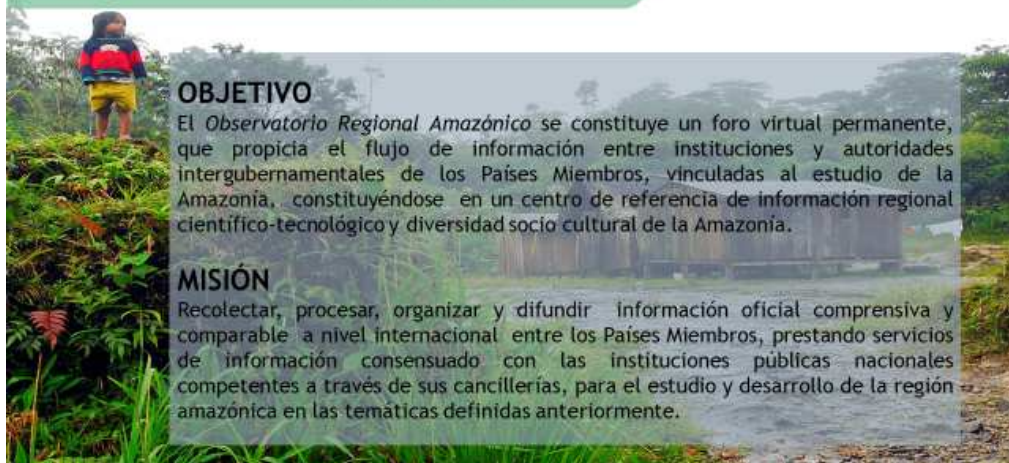 OBJETIVO
El Observatorio Regional Amazónico se constituye un foro virtual permanente,
que propicia el flujo de información entre instituciones y autoridades
intergubernamentales de los Países Miembros, vinculadas al estudio de la
Amazonía, constituyéndose en un centro de referencia de información regional
científico-tecnológico y diversidad socio cultural de la Amazonía.
MISIÓN
Recolectar, procesar, organizar y difundir información oficial comprensiva y
comparable a nivel internacional entre los Países Miembros, prestando servicios
de información consensuado con las instituciones públicas nacionales
competentes a través de sus cancillerías, para el estudio y desarrollo de la región
amazónica en las temáticas definidas anteriormente.